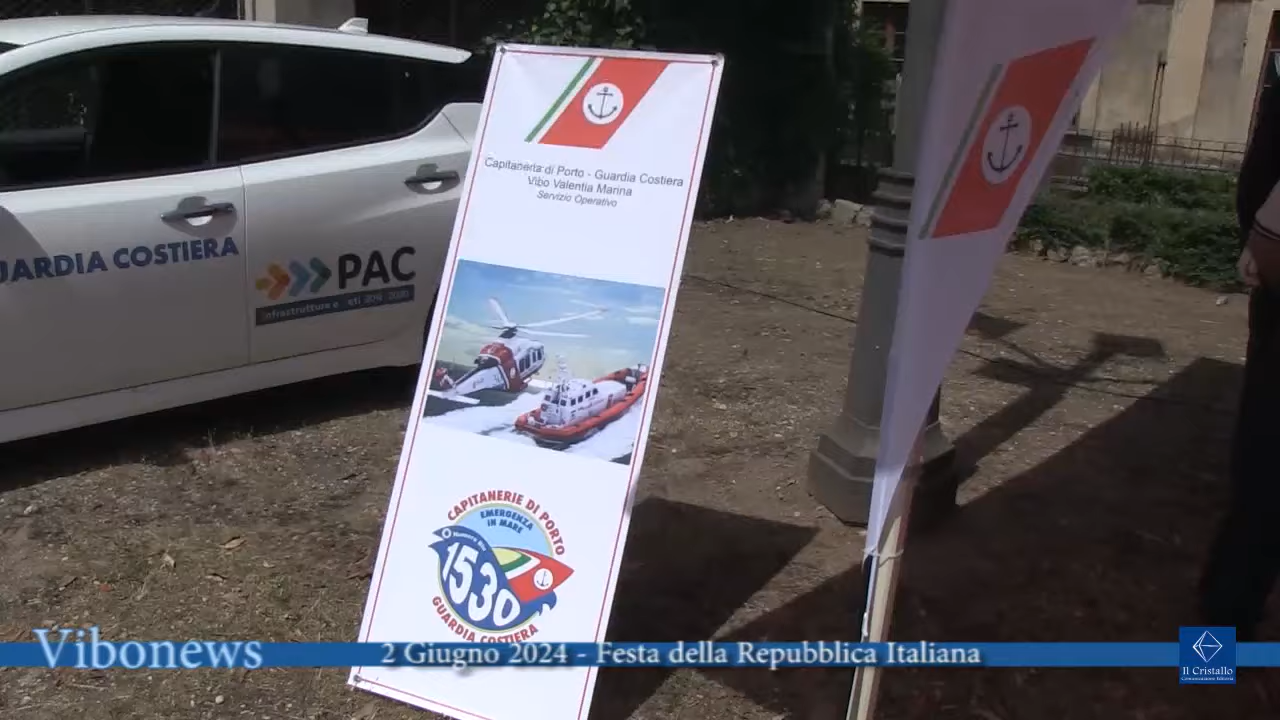 Capitaneria di Porto - Guardia Costiera
Vibo Valentia Marina
Servizio Operativo
UARDIA COSTIERA
PAC
CAPITANERIE DI PORTO
EMERGENZA
IN MARE
1530
GUARDIA COSTIERA
Vibonews
2 Giugno 2024 - Festa della Repubblica Italiana
Il Cristallo